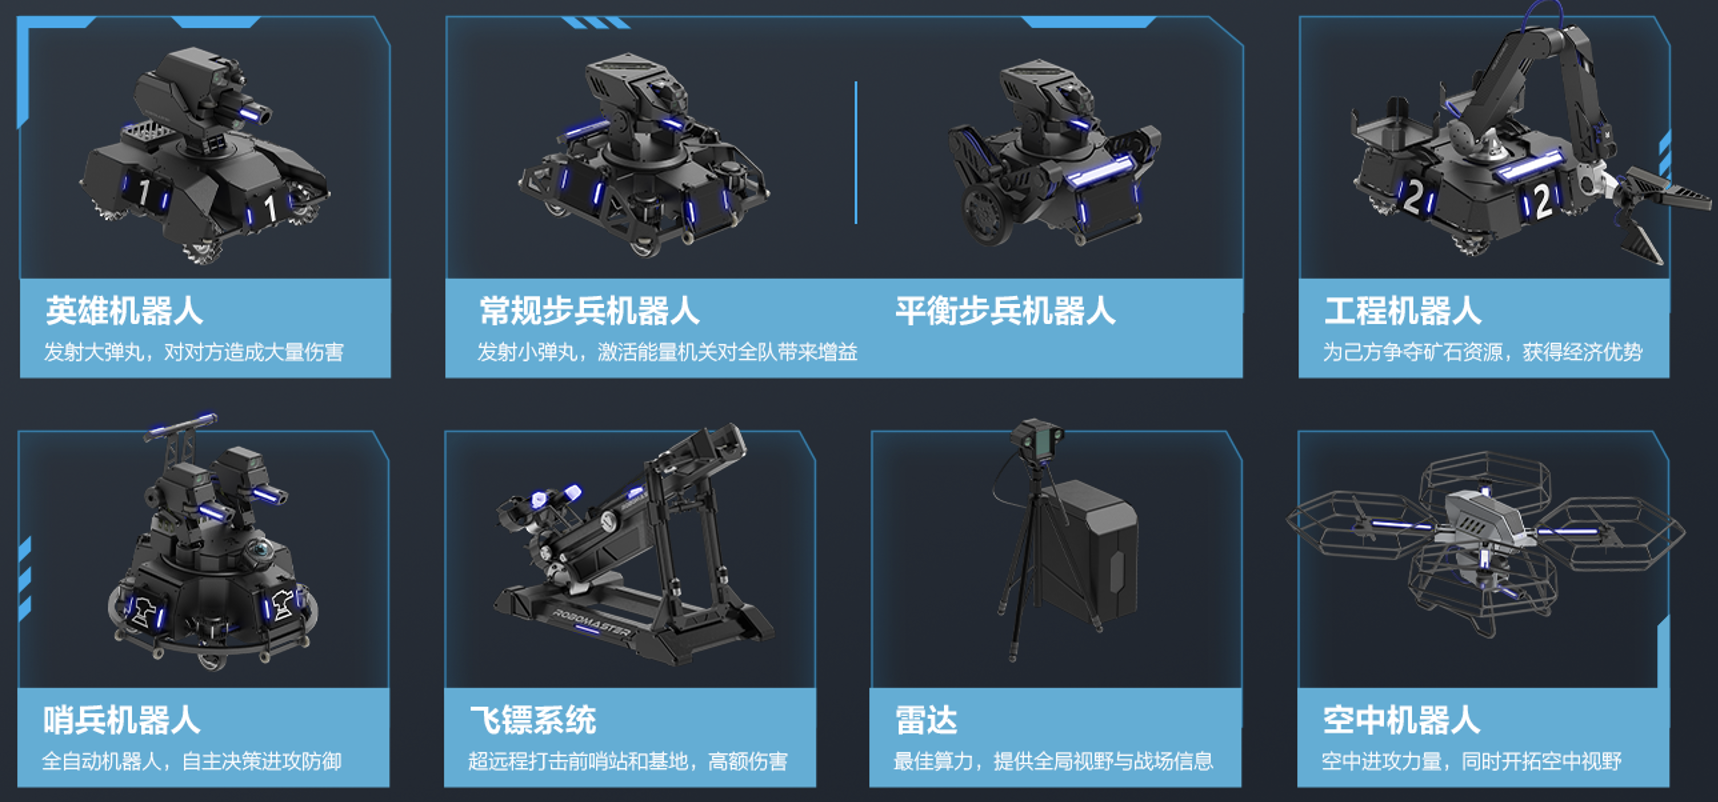 1 1
2 2
英雄机器人
发射大弹丸，对对方造成大量伤害
常规步兵机器人 平衡步兵机器人
发射小弹丸，激活能量机关对全队带来增益
工程机器人
为己方争夺矿石资源，获得经济优势
ROBOMASTER
哨兵机器人
全自动机器人，自主决策进攻防御
飞镖系统
超远程打击前哨站和基地，高额伤害
雷达
最佳算力，提供全局视野与战场信息
空中机器人
空中进攻力量，同时开拓空中视野